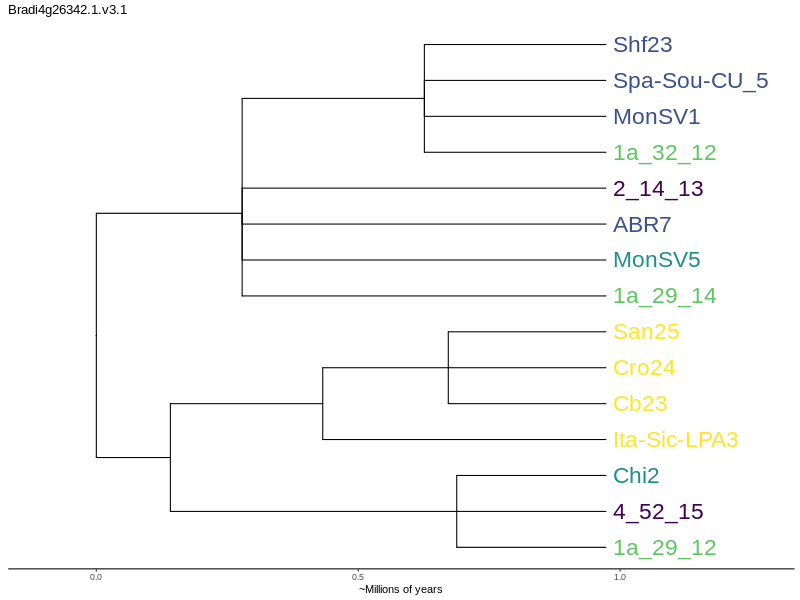 Bradi4g26342.1.v3.1
Shf23
Spa-Sou-CU_5
MonSV1
1a_32_12
2_14_13
ABR7
MonSV5
1a_29_14
San25
Cro24
Cb23
Ita-Sic-LPA3
Chi2
4_52_15
1a_29_12
0.0 0.5 1.0
~Millions of years